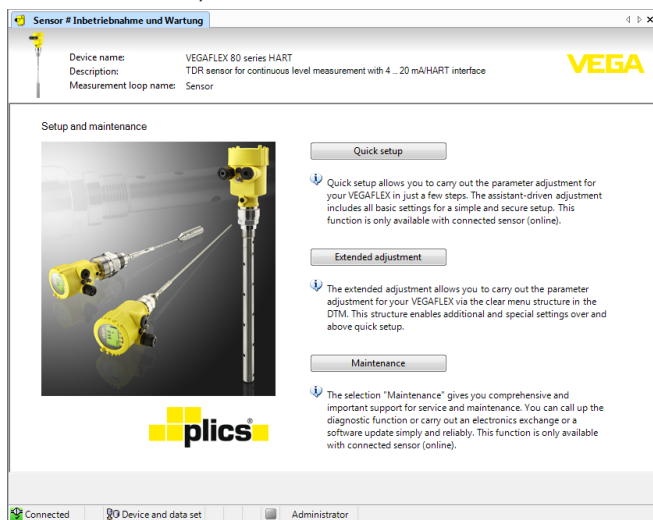 Sensor # Inbetriebnahme und Wartung
Device name: VEGAFLEX 80 series HART
Description: TDR sensor for continuous level measurement with 4 .. 20 mA/HART interface
Measurement loop name: Sensor
VEGA
Setup and maintenance
Quick setup
Quick setup allows you to carry out the parameter adjustment for
your VEGAFLEX in just a few steps. The assistant-driven adjustment
includes all basic settings for a simple and secure setup. This
function is only available with connected sensor (online).
Extended adjustment
The extended adjustment allows you to carry out the parameter
adjustment for your VEGAFLEX via the clear menu structure in the
DTM. This structure enables additional and special settings over and
above quick setup.
Maintenance
The selection "Maintenance" gives you comprehensive and
important support for service and maintenance. You can call up the
diagnostic function or carry out an electronics exchange or a
software update simply and reliably. This function is only available
with connected sensor (online).
plics®
Connected Device and data set Administrator